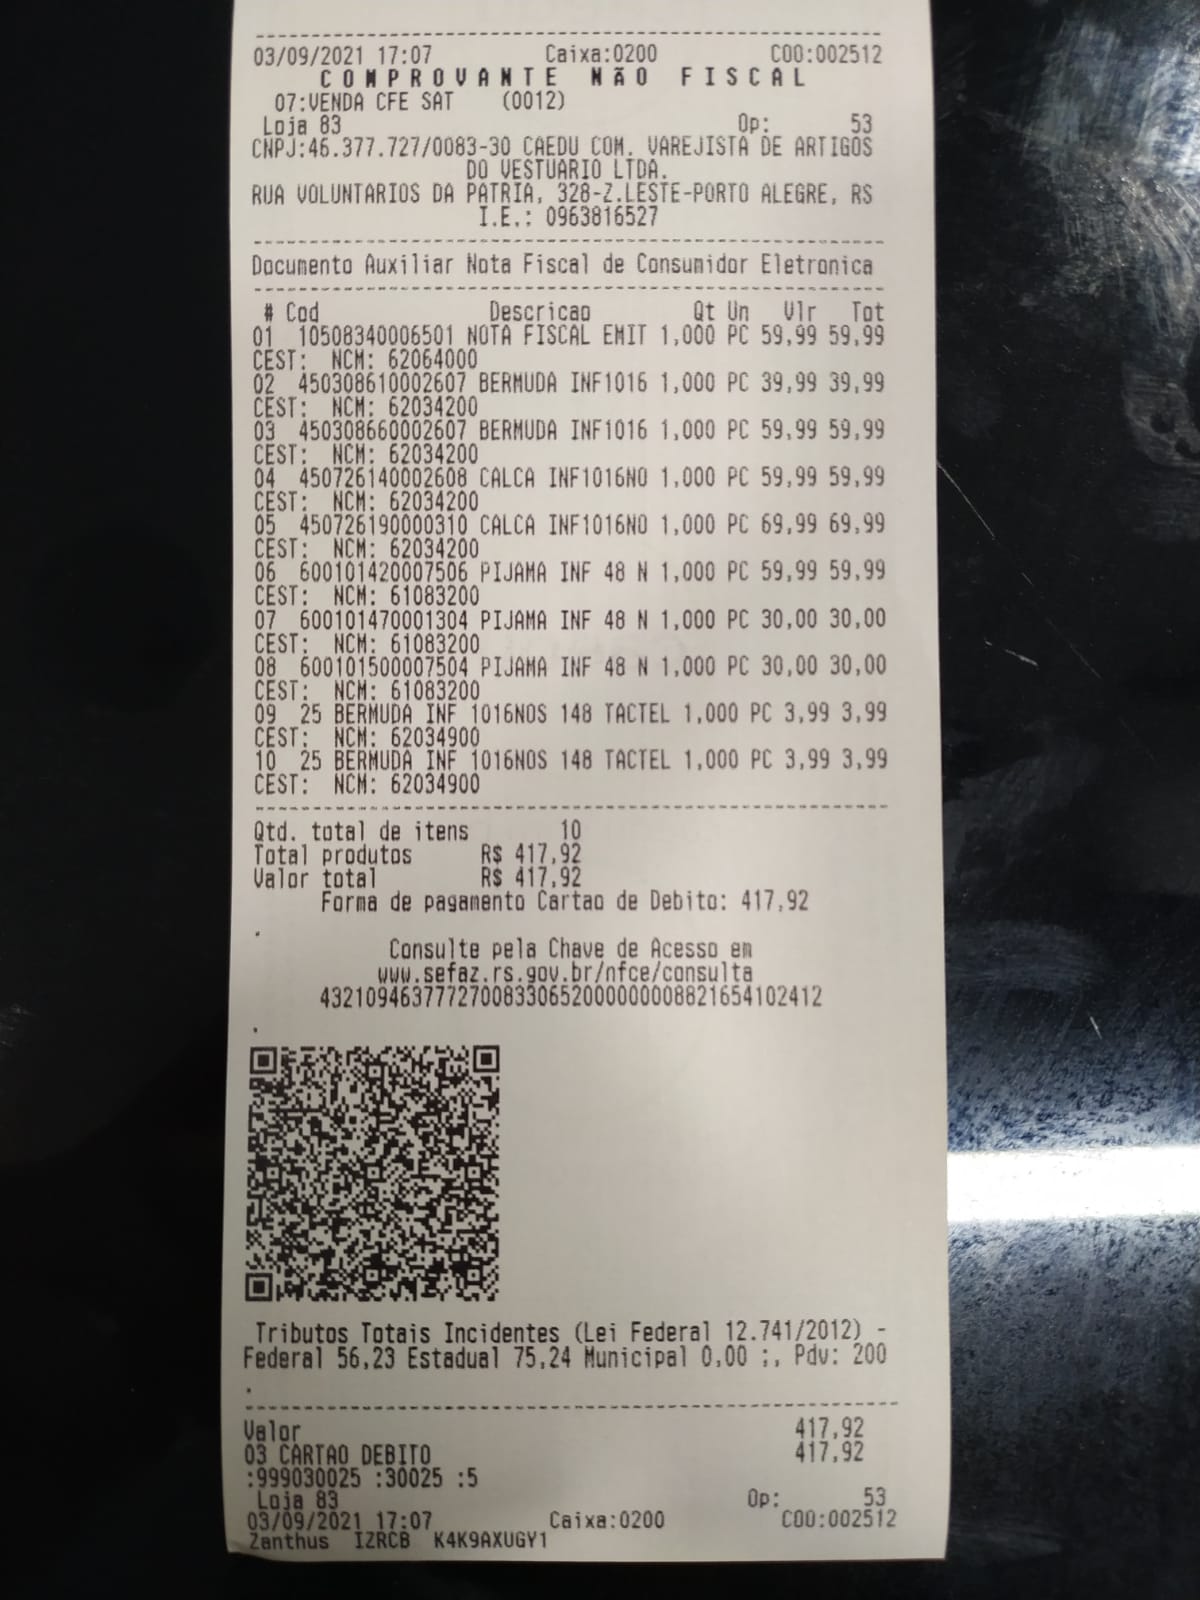 03/09/2021 17:07 Caixa:0200 COO:002512
COMPROVANTE NÃO FISCAL
07:VENDA CFE SAT (0012)
Loja 83 Op: 53
CNPJ:46.377.727/0083-30 CAEDU COM. VAREJISTA DE ARTIGOS
DO VESTUARIO LTDA.
RUA VOLUNTARIOS DA PATRIA, 328-Z.LESTE-PORTO ALEGRE, RS
I.E.: 0963816527
Documento Auxiliar Nota Fiscal de Consumidor Eletronica
# Cod Descricao Qt Un Vlr Tot
01 10508340006501 NOTA FISCAL EMIT 1,000 PC 59,99 59,99
CEST: NCM: 62064000
02 450308610002607 BERMUDA INF1016 1,000 PC 39,99 39,99
CEST: NCM: 62034200
03 450308660002607 BERMUDA INF1016 1,000 PC 59,99 59,99
CEST: NCM: 62034200
04 450726140002608 CALCA INF1016NO 1,000 PC 59,99 59,99
CEST: NCM: 62034200
05 450726190000310 CALCA INF1016NO 1,000 PC 69,99 69,99
CEST: NCM: 62034200
06 600101420007506 PIJAMA INF 48 N 1,000 PC 59,99 59,99
CEST: NCM: 61083200
07 600101470001304 PIJAMA INF 48 N 1,000 PC 30,00 30,00
CEST: NCM: 61083200
08 600101500007504 PIJAMA INF 48 N 1,000 PC 30,00 30,00
CEST: NCM: 61083200
09 25 BERMUDA INF 1016NOS 148 TACTEL 1,000 PC 3,99 3,99
CEST: NCM: 62034900
10 25 BERMUDA INF 1016NOS 148 TACTEL 1,000 PC 3,99 3,99
CEST: NCM: 62034900
Qtd. total de itens 10
Total produtos R$ 417,92
Valor total R$ 417,92
Forma de pagamento Cartao de Debito: 417,92
.
Consulte pela Chave de Acesso em
www.sefaz.rs.gov.br/nfce/consulta
43210946377727008330652000000008821654102412
.
Tributos Totais Incidentes (Lei Federal 12.741/2012) -
Federal 56,23 Estadual 75,24 Municipal 0,00 ;, Pdv: 200
.
Valor 417,92
03 CARTAO DEBITO 417,92
:999030025 :30025 :5
Loja 83 Op: 53
03/09/2021 17:07 Caixa:0200 COO:002512
Zanthus IZRCB K4K9AXUGY1